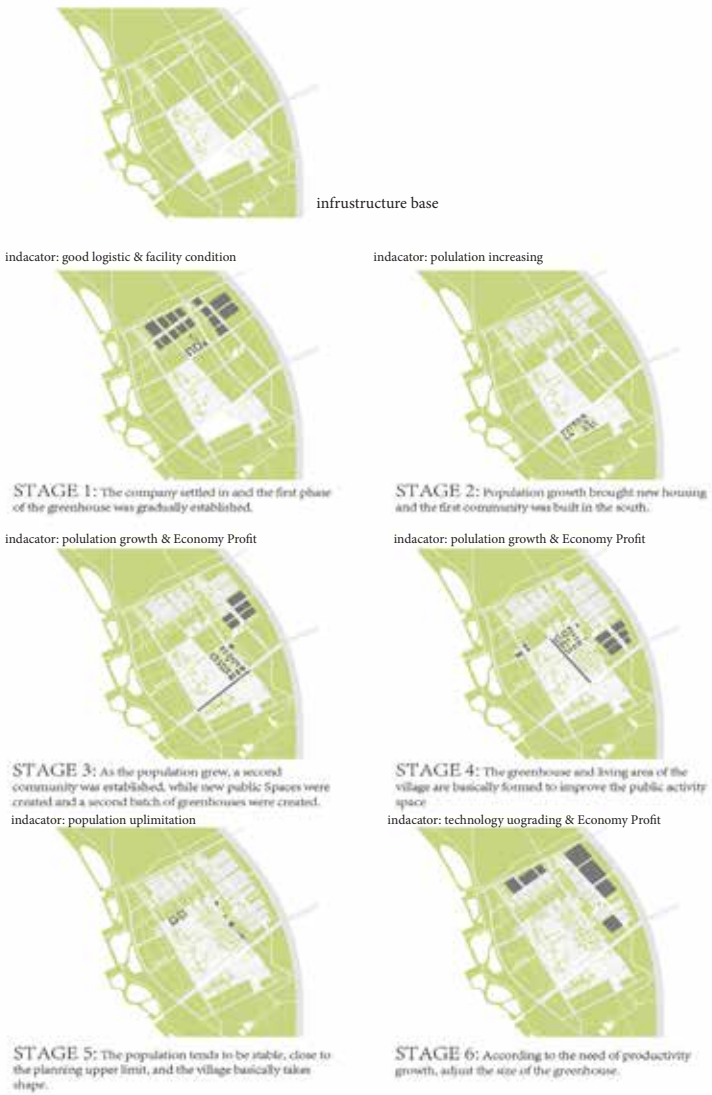 infrustructure base
indacator: good logistic & facility condition
indacator: polulation increasing
STAGE 1: The company settled in and the first phase
of the greenhouse was gradually established.
STAGE 2: Population growth brought new housing
and the first community was built in the south.
indacator: polulation growth & Economy Profit
indacator: polulation growth & Economy Profit
STAGE 3: As the population grew, a second
community was established, while new public Spaces were
created and a second batch of greenhouses were created.
STAGE 4: The greenhouse and living area of the
village are basically formed to improve the public activity
space
indacator: population uplimitation
indacator: technology uograding & Economy Profit
STAGE 5: The population tends to be stable, close to
the planning upper limit, and the village basically takes
shape.
STAGE 6: According to the need of productivity
growth, adjust the size of the greenhouse.